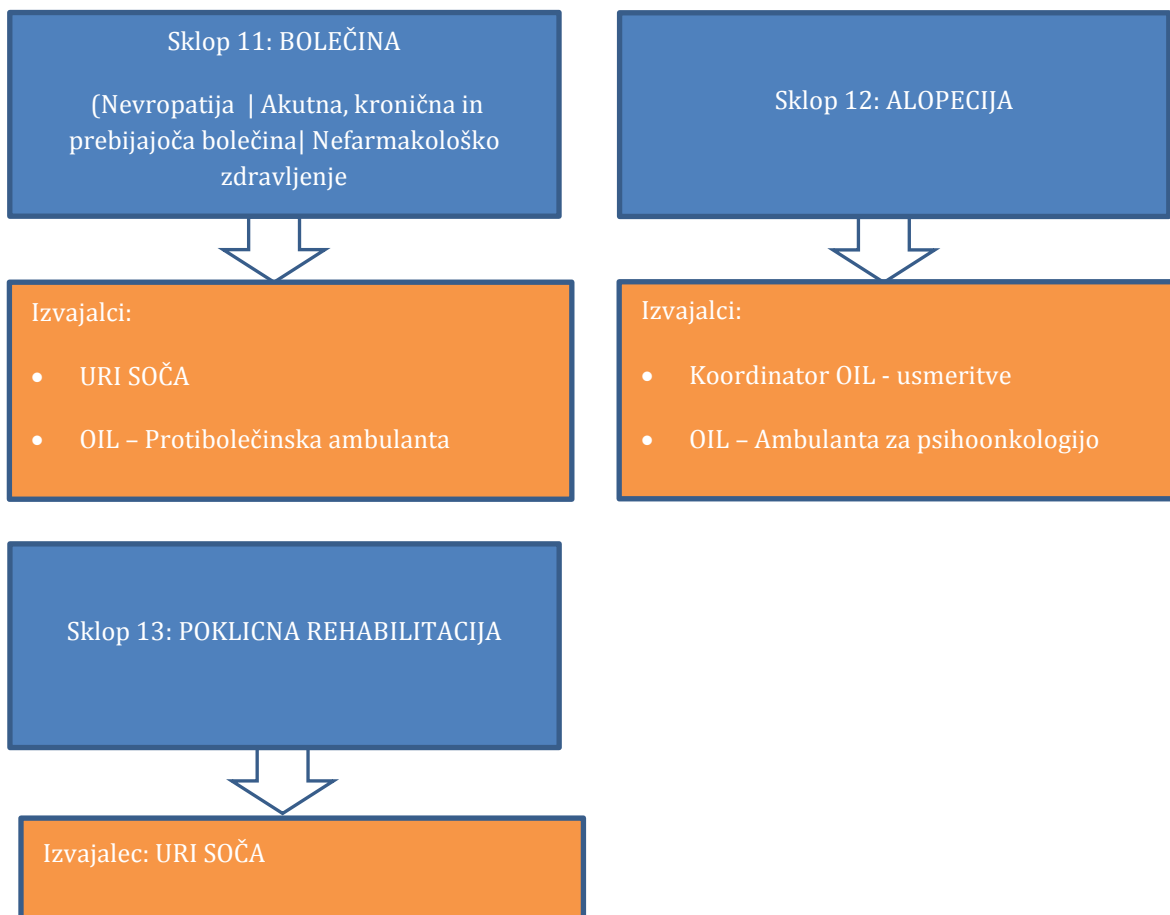 Sklop 11: BOLEČINA
(Nevropatija | Akutna, kronična in
prebijajoča bolečina| Nefarmakološko
zdravljenje
Izvajalci:
• URI SOČA
• OIL – Protibolečinska ambulanta
Sklop 12: ALOPECIJA
Izvajalci:
• Koordinator OIL - usmeritve
• OIL – Ambulanta za psihoonkologijo
Sklop 13: POKLICNA REHABILITACIJA
Izvajalec: URI SOČA